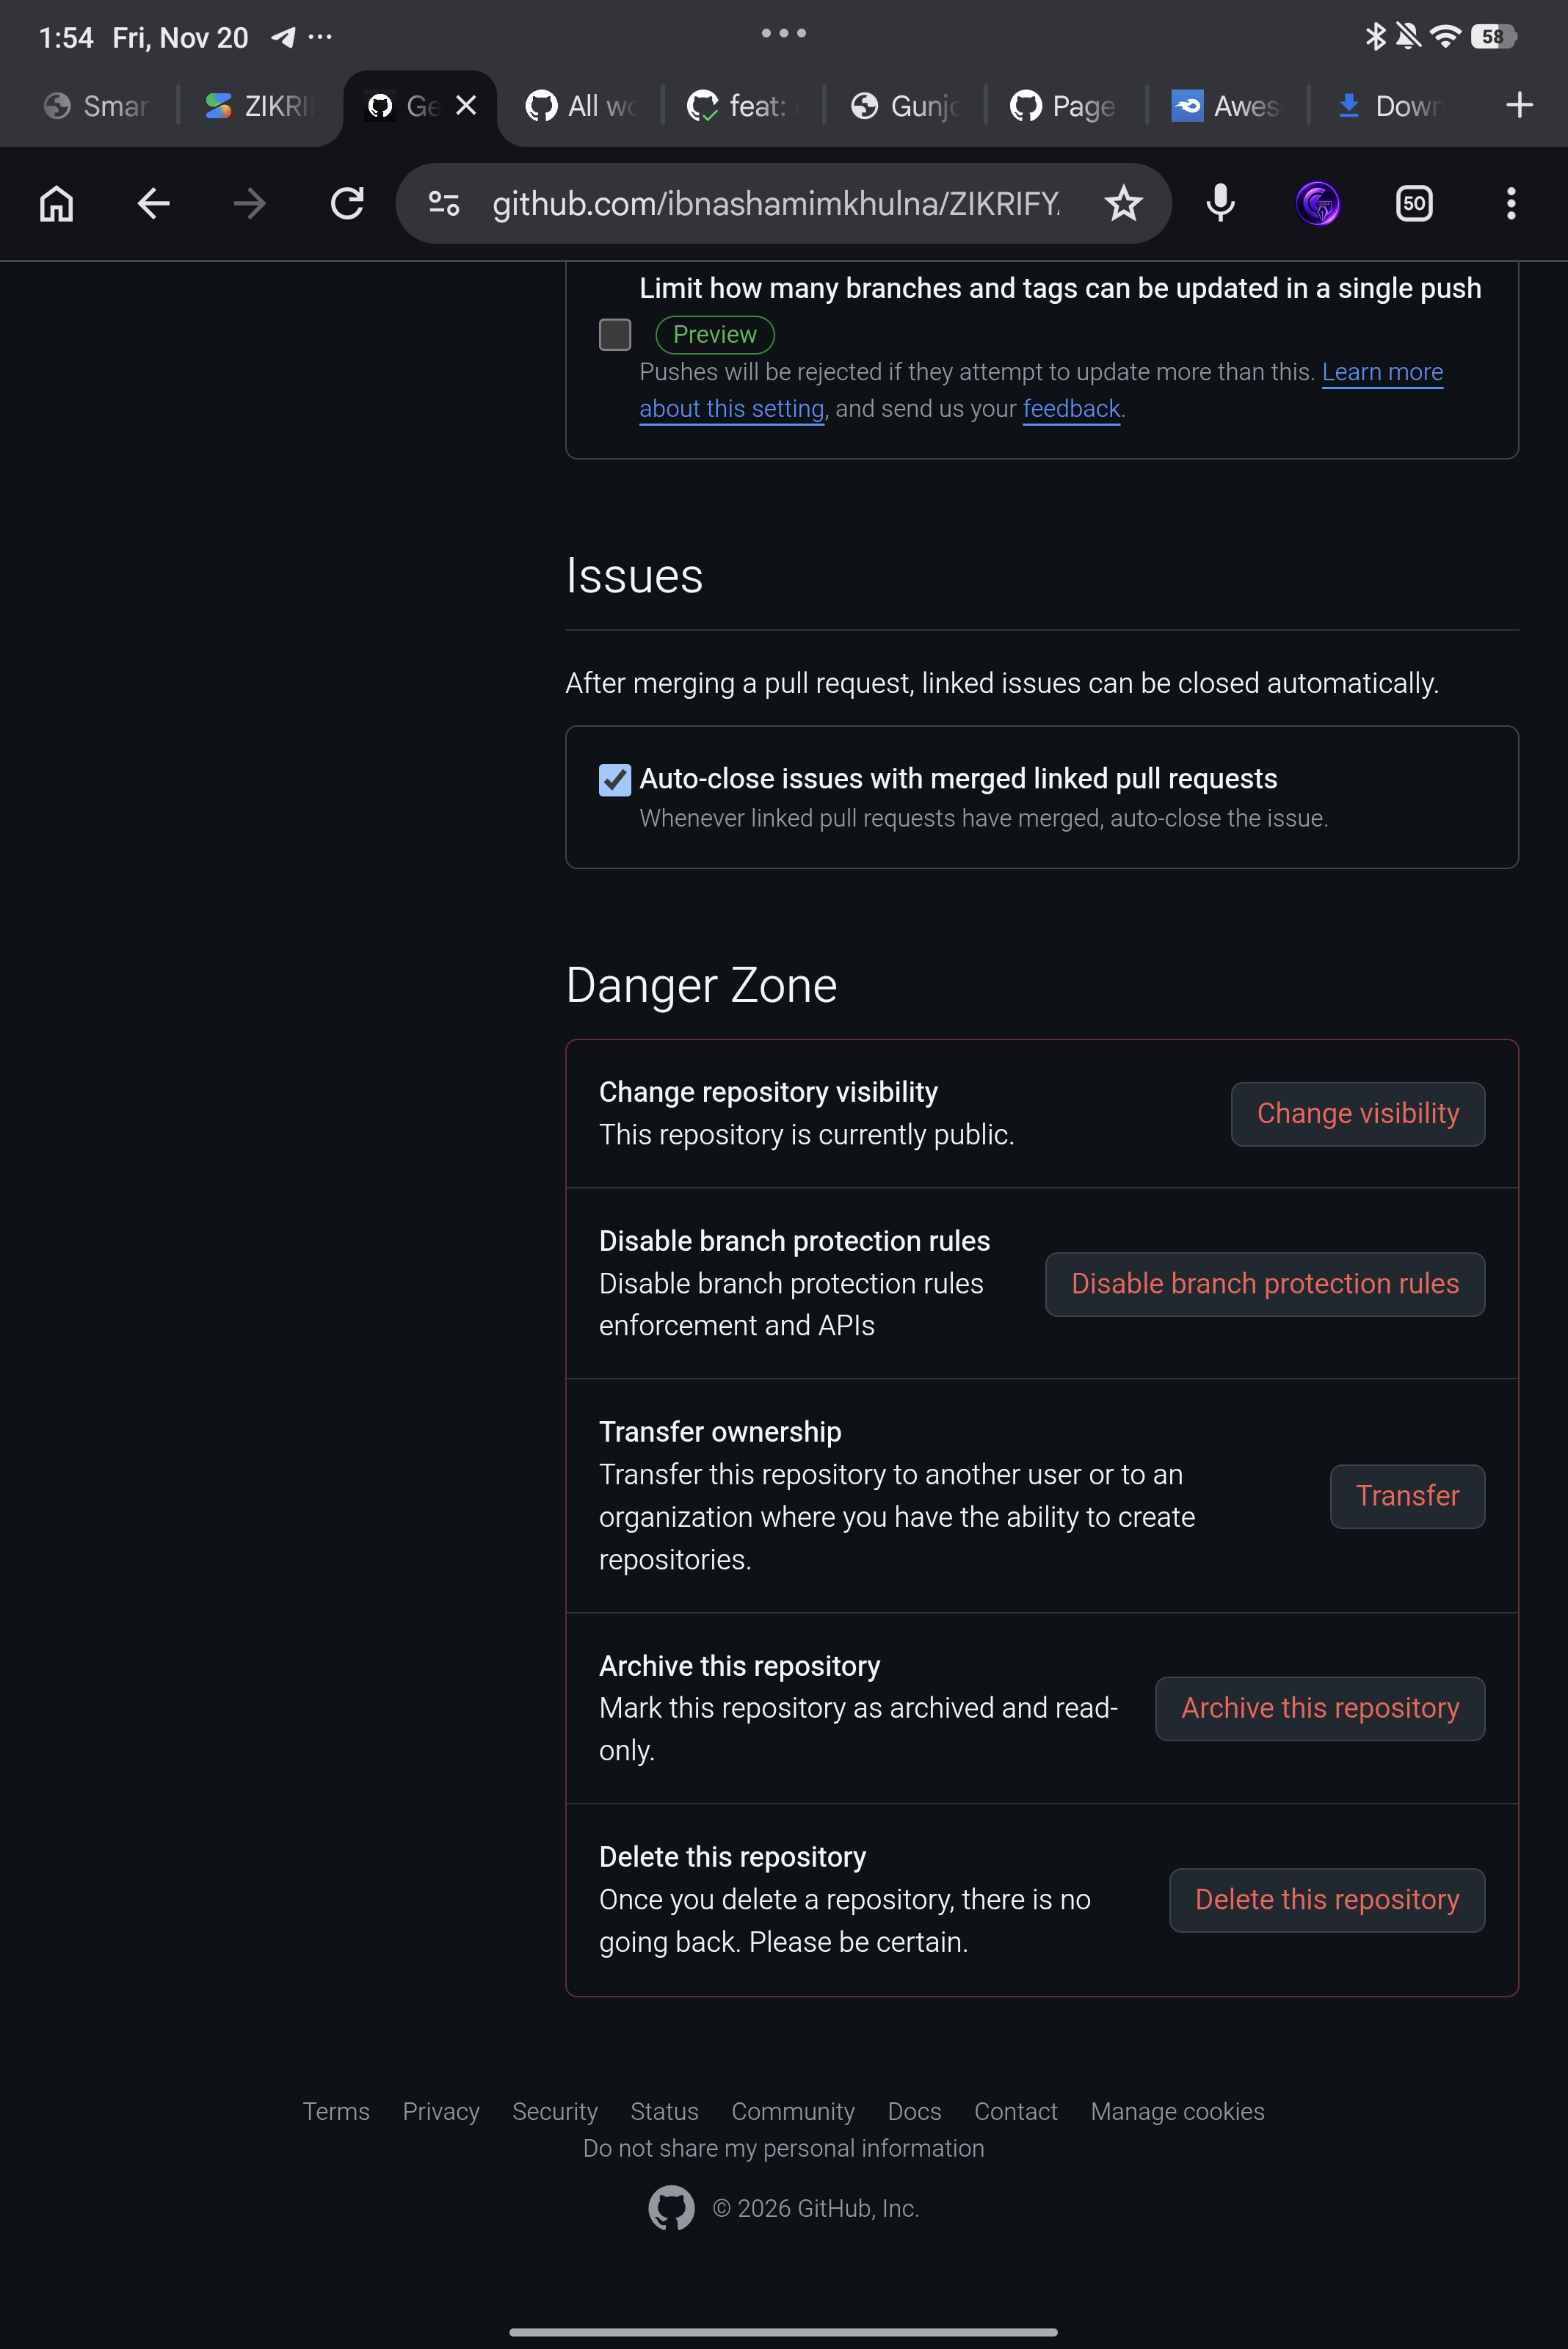 1:54 Fri, Nov 20
58
Smar
ZIKRI
Ge
All wo
feat:
Gunjo
Page
Awes
Down
github.com/ibnashamimkhulna/ZIKRIFY
50
Limit how many branches and tags can be updated in a single push
Preview
Pushes will be rejected if they attempt to update more than this. Learn more
about this setting, and send us your feedback.
Issues
After merging a pull request, linked issues can be closed automatically.
Auto-close issues with merged linked pull requests
Whenever linked pull requests have merged, auto-close the issue.
Danger Zone
Change repository visibility
This repository is currently public.
Change visibility
Disable branch protection rules
Disable branch protection rules
enforcement and APIs
Disable branch protection rules
Transfer ownership
Transfer this repository to another user or to an
organization where you have the ability to create
repositories.
Transfer
Archive this repository
Mark this repository as archived and read-
only.
Archive this repository
Delete this repository
Once you delete a repository, there is no
going back. Please be certain.
Delete this repository
Terms Privacy Security Status Community Docs Contact Manage cookies
Do not share my personal information
© 2026 GitHub, Inc.